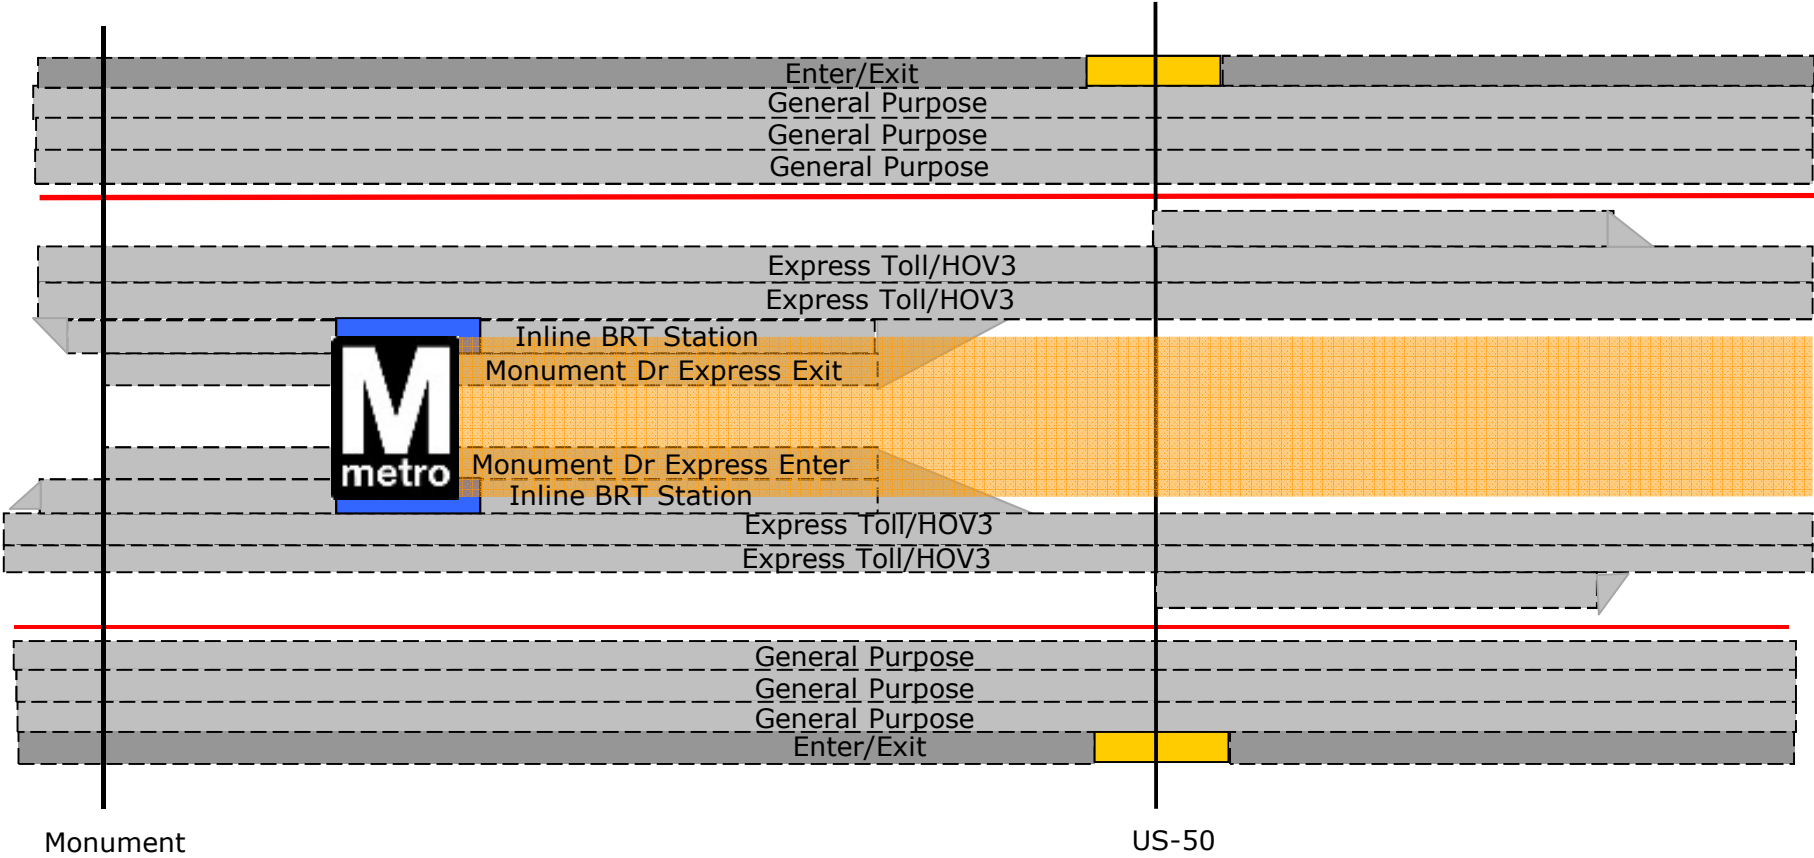 Enter/Exit
General Purpose
General Purpose
General Purpose
Express Toll/HOV3
Express Toll/HOV3
Inline BRT Station
Monument Dr Express Exit
M
metro
Monument Dr Express Enter
Inline BRT Station
Express Toll/HOV3
Express Toll/HOV3
General Purpose
General Purpose
General Purpose
Enter/Exit
Monument
US-50